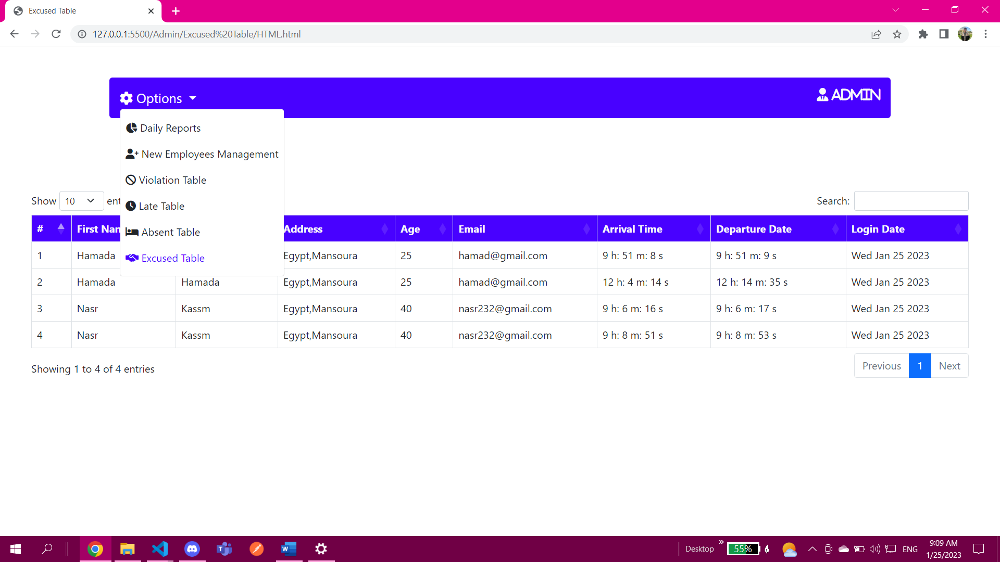 Excused Table
127.0.0.1:5500/Admin/Excused%20Table/HTML.html
Options
ADMIN
Daily Reports
New Employees Management
Violation Table
Late Table
Absent Table
Excused Table
Show 10 ent
Search:
# First Nan Address Age Email Arrival Time Departure Date Login Date
1 Hamada Egypt,Mansoura 25 hamad@gmail.com 9 h: 51 m: 8 s 9 h: 51 m: 9 s Wed Jan 25 2023
2 Hamada Hamada Egypt,Mansoura 25 hamad@gmail.com 12 h: 4 m: 14 s 12 h: 14 m: 35 s Wed Jan 25 2023
3 Nasr Kassm Egypt,Mansoura 40 nasr232@gmail.com 9 h: 6 m: 16 s 9 h: 6 m: 17 s Wed Jan 25 2023
4 Nasr Kassm Egypt,Mansoura 40 nasr232@gmail.com 9 h: 8 m: 51 s 9 h: 8 m: 53 s Wed Jan 25 2023
Showing 1 to 4 of 4 entries
Previous 1 Next
Desktop
55%
ENG
9:09 AM
1/25/2023